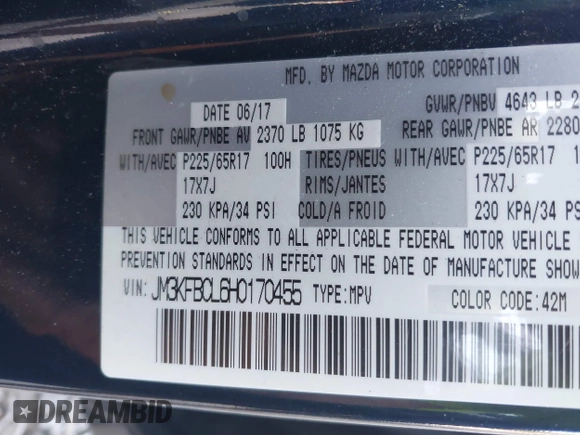 MFD. BY MAZDA MOTOR CORPORATION
DATE 06/17 GVWR/PNBV 4643 LB
FRONT GAWR/PNBE AV 2370 LB 1075 KG REAR GAWR/PNBE AR 2280
WITH/AVEC P225/65R17 100H TIRES/PNEUS WITH/AVEC P225/65R17
17X7J RIMS/JANTES 17X7J
230 KPA/34 PSI COLD/A FROID 230 KPA/34 PSI
THIS VEHICLE CONFORMS TO ALL APPLICABLE FEDERAL MOTOR VEHICLE
PREVENTION STANDARDS IN EFFECT ON THE DATE OF MANUFACTURE SHOW
VIN: JM3KFBCL6H0170455 TYPE:MPV COLOR CODE:42M
DREAMBID